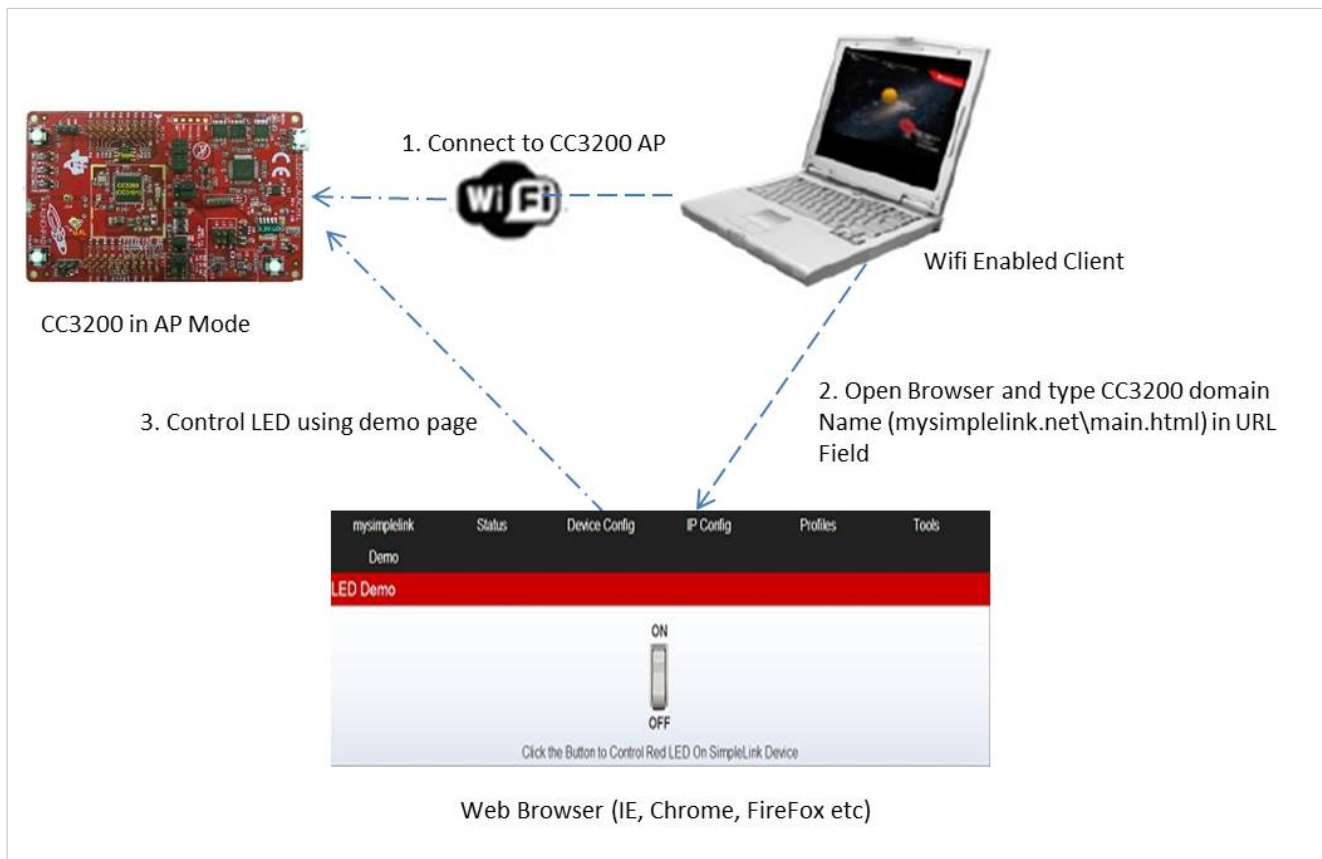 1. Connect to CC3200 AP
WiFi
CC3200
CC3200 in AP Mode
Wifi Enabled Client
2. Open Browser and type CC3200 domain
Name (mysimplelink.net\main.html) in URL
Field
3. Control LED using demo page
mysimplelink Status Device Config IP Config Profiles Tools
Demo
LED Demo
ON
OFF
Click the Button to Control Red LED On SimpleLink Device
Web Browser (IE, Chrome, FireFox etc)